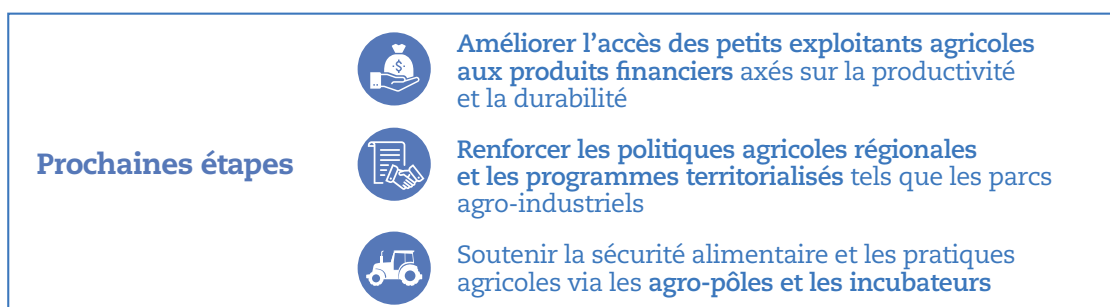 Prochaines étapes
Améliorer l’accès des petits exploitants agricoles
aux produits financiers axés sur la productivité
et la durabilité
Renforcer les politiques agricoles régionales
et les programmes territorialisés tels que les parcs
agro-industriels
Soutenir la sécurité alimentaire et les pratiques
agricoles via les agro-pôles et les incubateurs